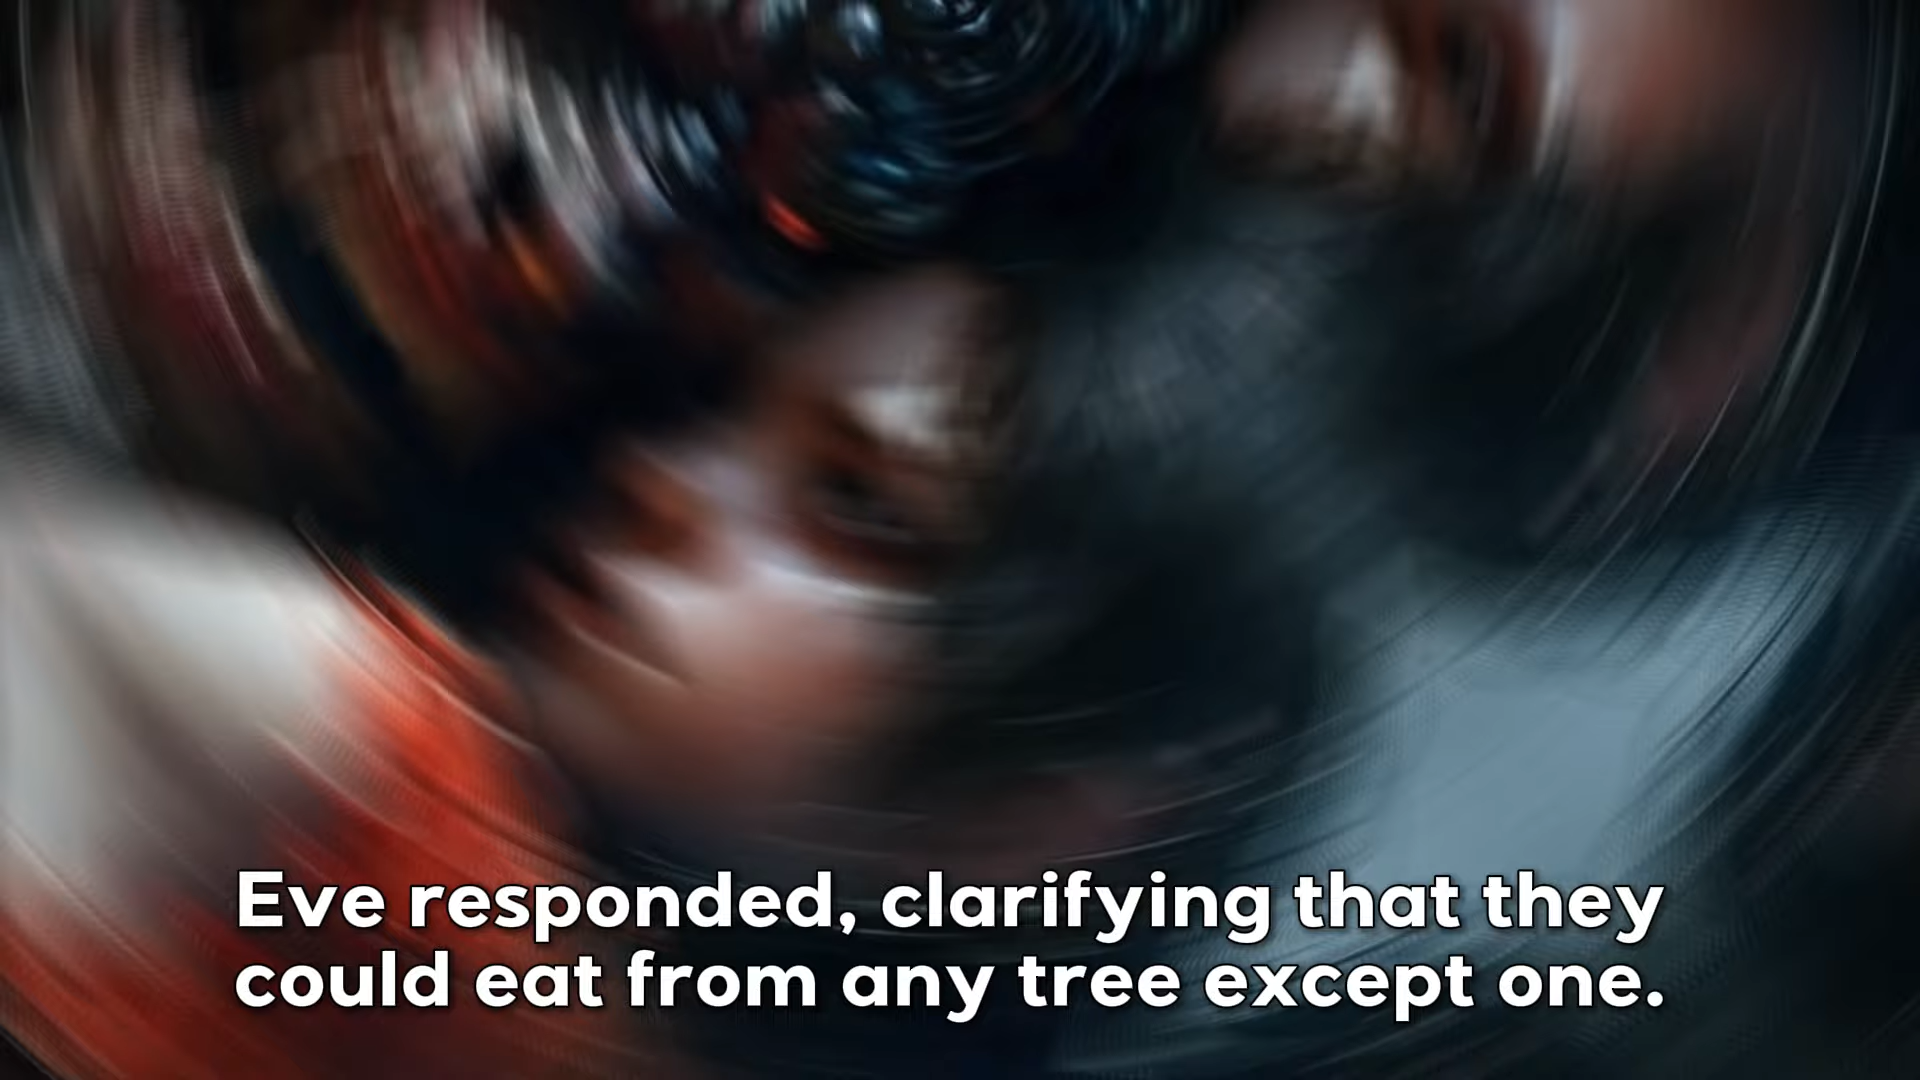 Eve responded, clarifying that they
could eat from any tree except one.